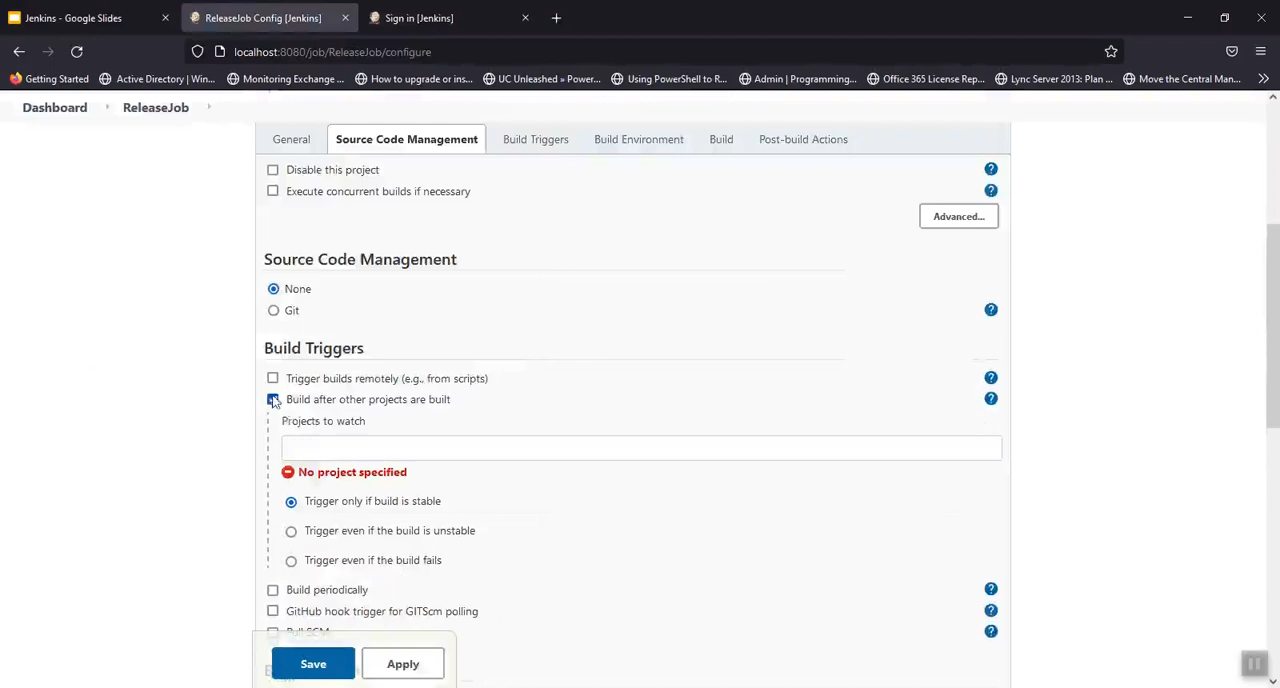 Jenkins - Google Slides
ReleaseJob Config [Jenkins]
Sign in [Jenkins]
localhost:8080/job/ReleaseJob/configure
Getting Started
Active Directory (Win...
Monitoring Exchange ...
How to upgrade or ins...
UC Unleashed » Power...
Using PowerShell to R...
Admin | Programming...
Office 365 License Rep...
Lync Server 2013: Plan ...
Move the Central Man...
Dashboard
ReleaseJob
General
Source Code Management
Build Triggers
Build Environment
Build
Post-build Actions
Disable this project
Execute concurrent builds if necessary
Advanced...
Source Code Management
None
Git
Build Triggers
Trigger builds remotely (e.g., from scripts)
Build after other projects are built
Projects to watch
No project specified
Trigger only if build is stable
Trigger even if the build is unstable
Trigger even if the build fails
Build periodically
GitHub hook trigger for GITScm polling
Poll SCM
Save
Apply